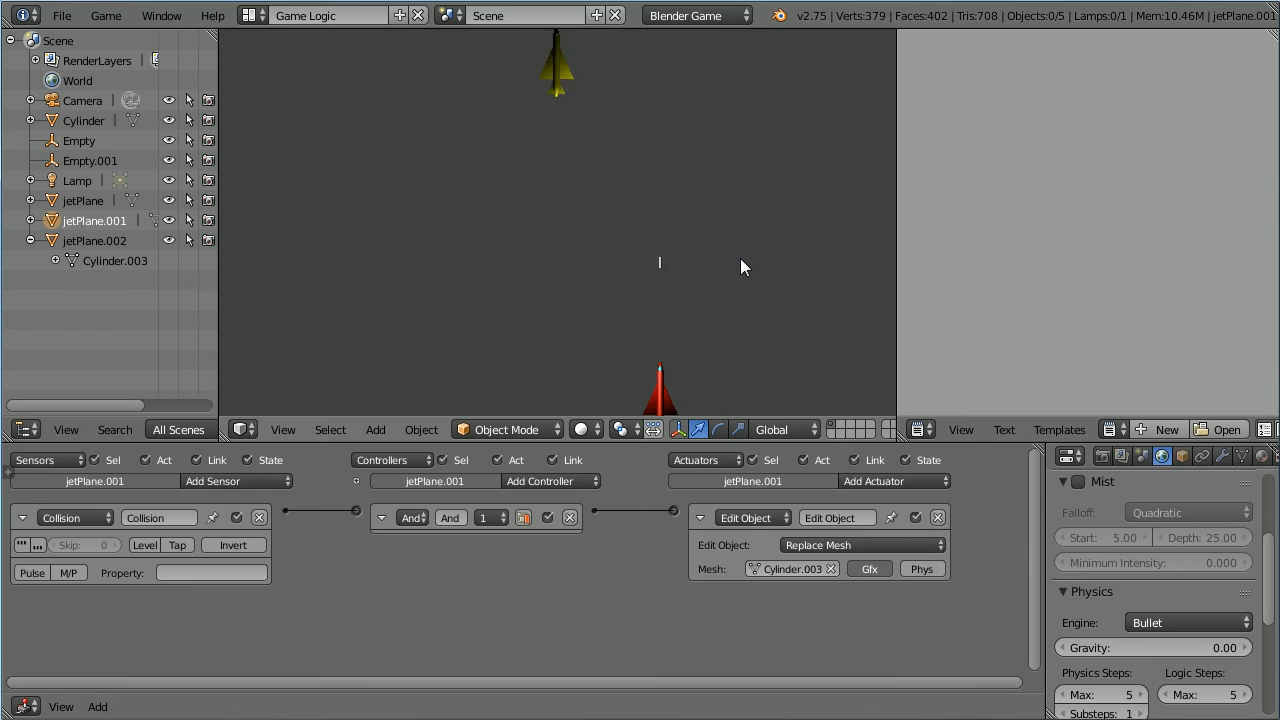 File Game Window Help Game Logic Scene Blender Game v2.75 | Verts:379 | Faces:402 | Tris:708 | Objects:0/5 | Lamps:0/1 | Mem:10.46M | jetPlane.001
Scene
RenderLayers
World
Camera
Cylinder
Empty
Empty.001
Lamp
jetPlane
jetPlane.001
jetPlane.002
Cylinder.003
View Search All Scenes View Select Add Object Object Mode Global View Text Templates New Open
Sensors Sel Act Link State Controllers Sel Act Link Actuators Sel Act Link State
jetPlane.001 Add Sensor jetPlane.001 Add Controller jetPlane.001 Add Actuator
Collision Collision And And 1 Edit Object Edit Object
Skip: 0 Level Tap Invert Edit Object: Replace Mesh
Pulse M/P Property: Mesh: Cylinder.003 Gfx Phys
Mist
Falloff: Quadratic
Start: 5.00 Depth: 25.00
Minimum Intensity: 0.000
Physics
Engine: Bullet
Gravity: 0.00
Physics Steps: Logic Steps:
Max: 5 Max: 5
Substeps: 1
View Add